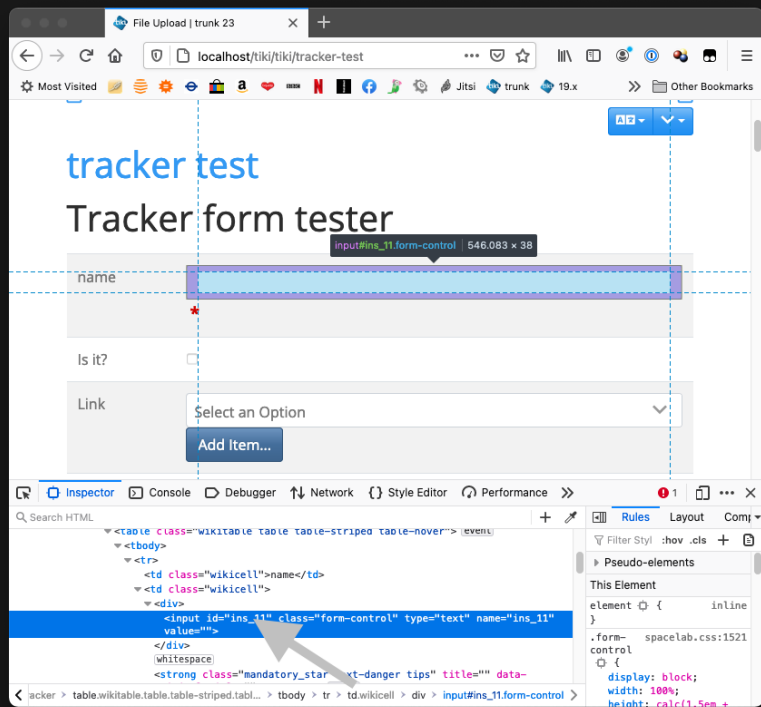 File Upload | trunk 23
localhost/tiki/tiki/tracker-test
Most Visited
Jitsi
trunk
19.x
Other Bookmarks
tracker test
Tracker form tester
input#ins_11.form-control | 546.083 × 38
name
*
Is it?
Link
Select an Option
Add Item...
Inspector Console Debugger Network Style Editor Performance 1
Search HTML
Rules Layout
Filter Styl :hov .cls +
<table class="wikitable table table-striped table-hover"> event
<tbody>
<tr>
<td class="wikicell">name</td>
<td class="wikicell">
<div>
<input id="ins_11" class="form-control" type="text" name="ins_11"
value="">
</div>
whitespace
<strong class="mandatory_star title="" data-
Pseudo-elements
This Element
element { inline
}
.form- spacelab.css:1521
control
{
display: block;
width: 100%;
height: calc(1.5em +
table.wikitable.table.table-striped.tabl... > tbody > tr > td.wikicell > div > input#ins_11.form-control